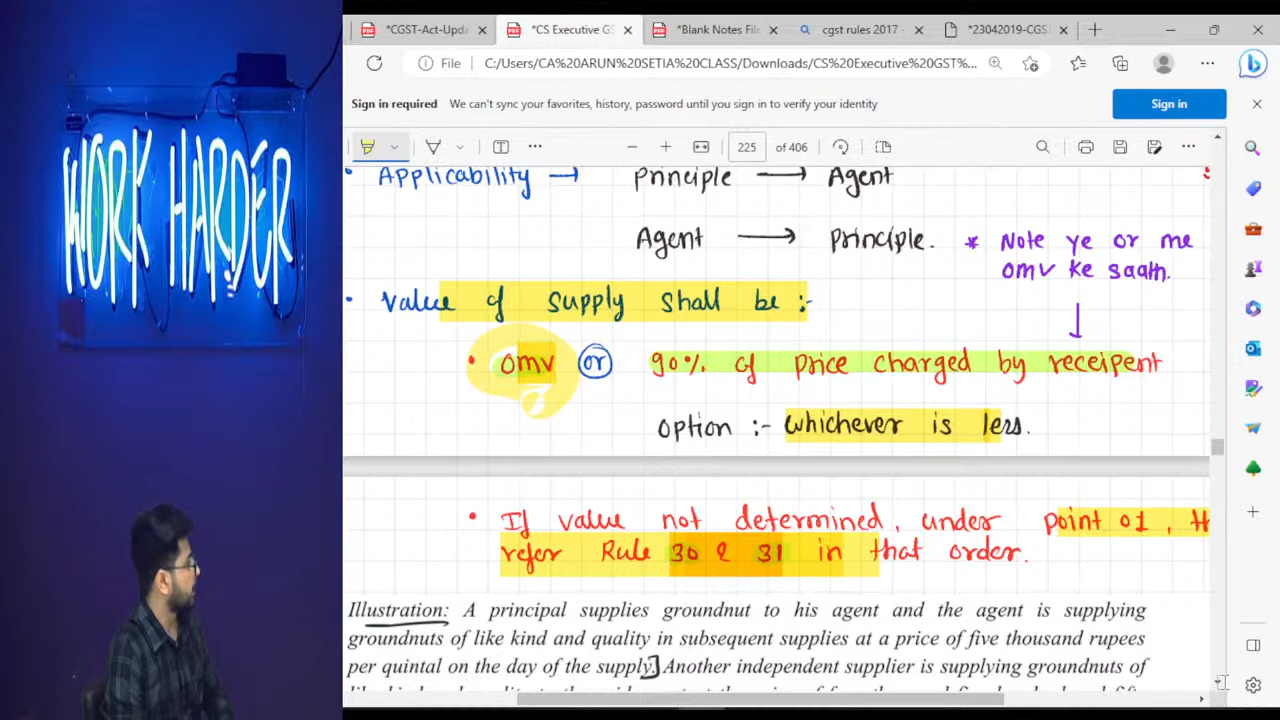 WORK HARDER
*CGST-Act-Upda
*CS Executive GS
*Blank Notes File
cgst rules 2017 -
*23042019-CGS
File
C:/Users/CA%20ARUN%20SETIA%20CLASS/Downloads/CS%20Executive%20GST%...
Sign in required We can't sync your favorites, history, password until you sign in to verify your identity
Sign in
225 of 406
• Applicability → Principle → Agent
Agent → Principle. * Note ye or me
omv ke saath.
• Value of supply shall be :-
• OMV or 90% of price charged by receipent
option :- whichever is less.
• If value not determined, under point 01, th
refer Rule 30 & 31 in that order.
Illustration: A principal supplies groundnut to his agent and the agent is supplying
groundnuts of like kind and quality in subsequent supplies at a price of five thousand rupees
per quintal on the day of the supply. Another independent supplier is supplying groundnuts of